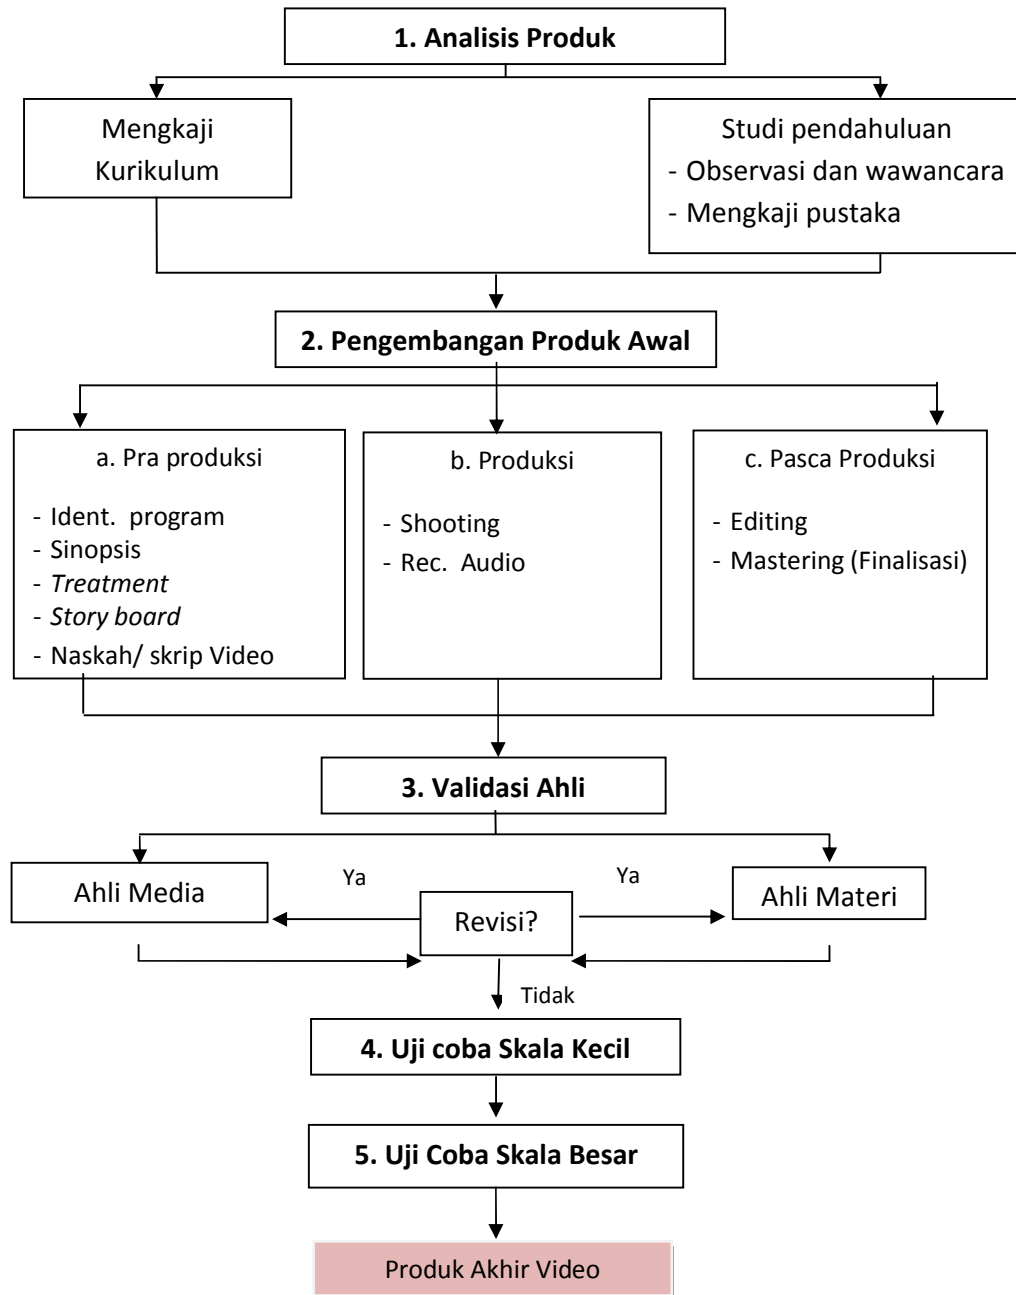 1. Analisis Produk
Mengkaji
Kurikulum
Studi pendahuluan
- Observasi dan wawancara
- Mengkaji pustaka
2. Pengembangan Produk Awal
a. Pra produksi
- Ident. program
- Sinopsis
- Treatment
- Story board
- Naskah/ skrip Video
b. Produksi
- Shooting
- Rec. Audio
c. Pasca Produksi
- Editing
- Mastering (Finalisasi)
3. Validasi Ahli
Ahli Media
Ya
Revisi?
Ya
Ahli Materi
Tidak
4. Uji coba Skala Kecil
5. Uji Coba Skala Besar
Produk Akhir Video